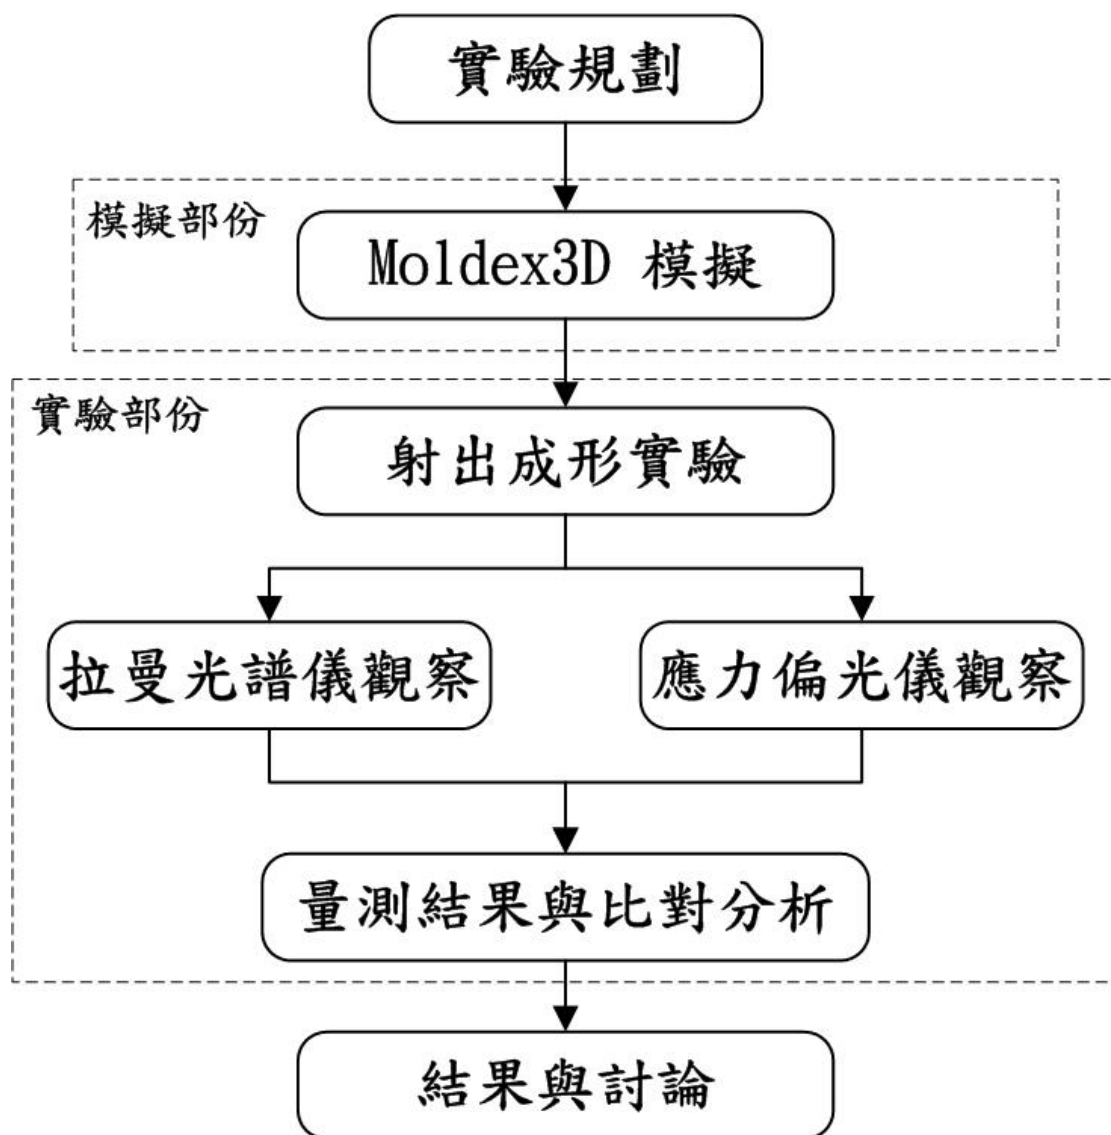 實驗規劃
模擬部份
Moldex3D 模擬
實驗部份
射出成形實驗
拉曼光譜儀觀察
應力偏光儀觀察
量測結果與比對分析
結果與討論